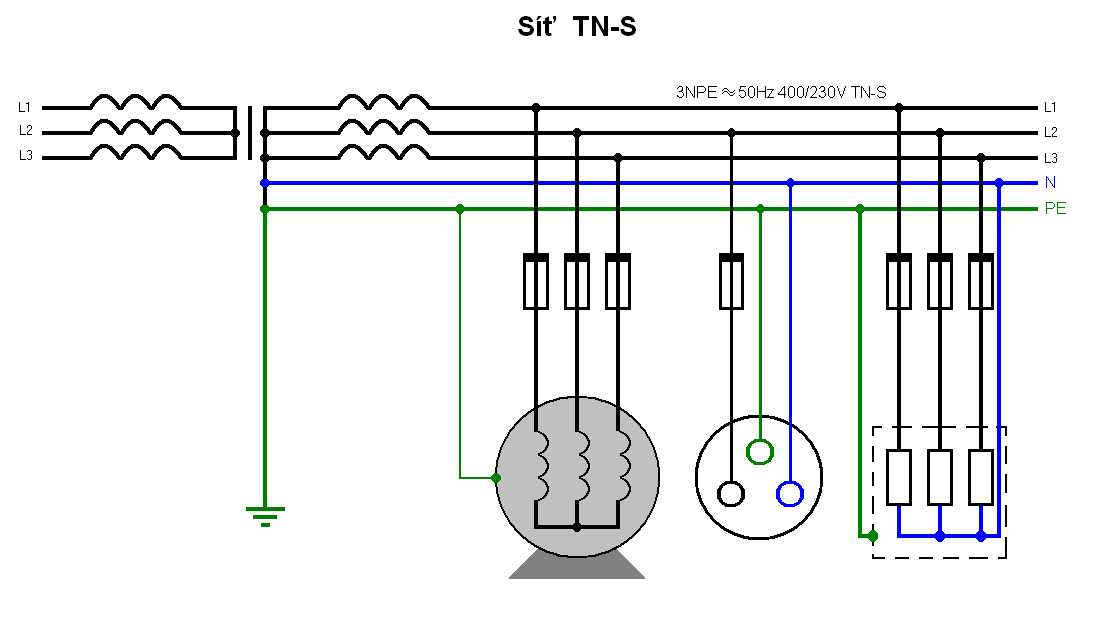 Síť TN-S
3NPE ≈ 50Hz 400/230V TN-S
L1
L2
L3
L1
L2
L3
N
PE